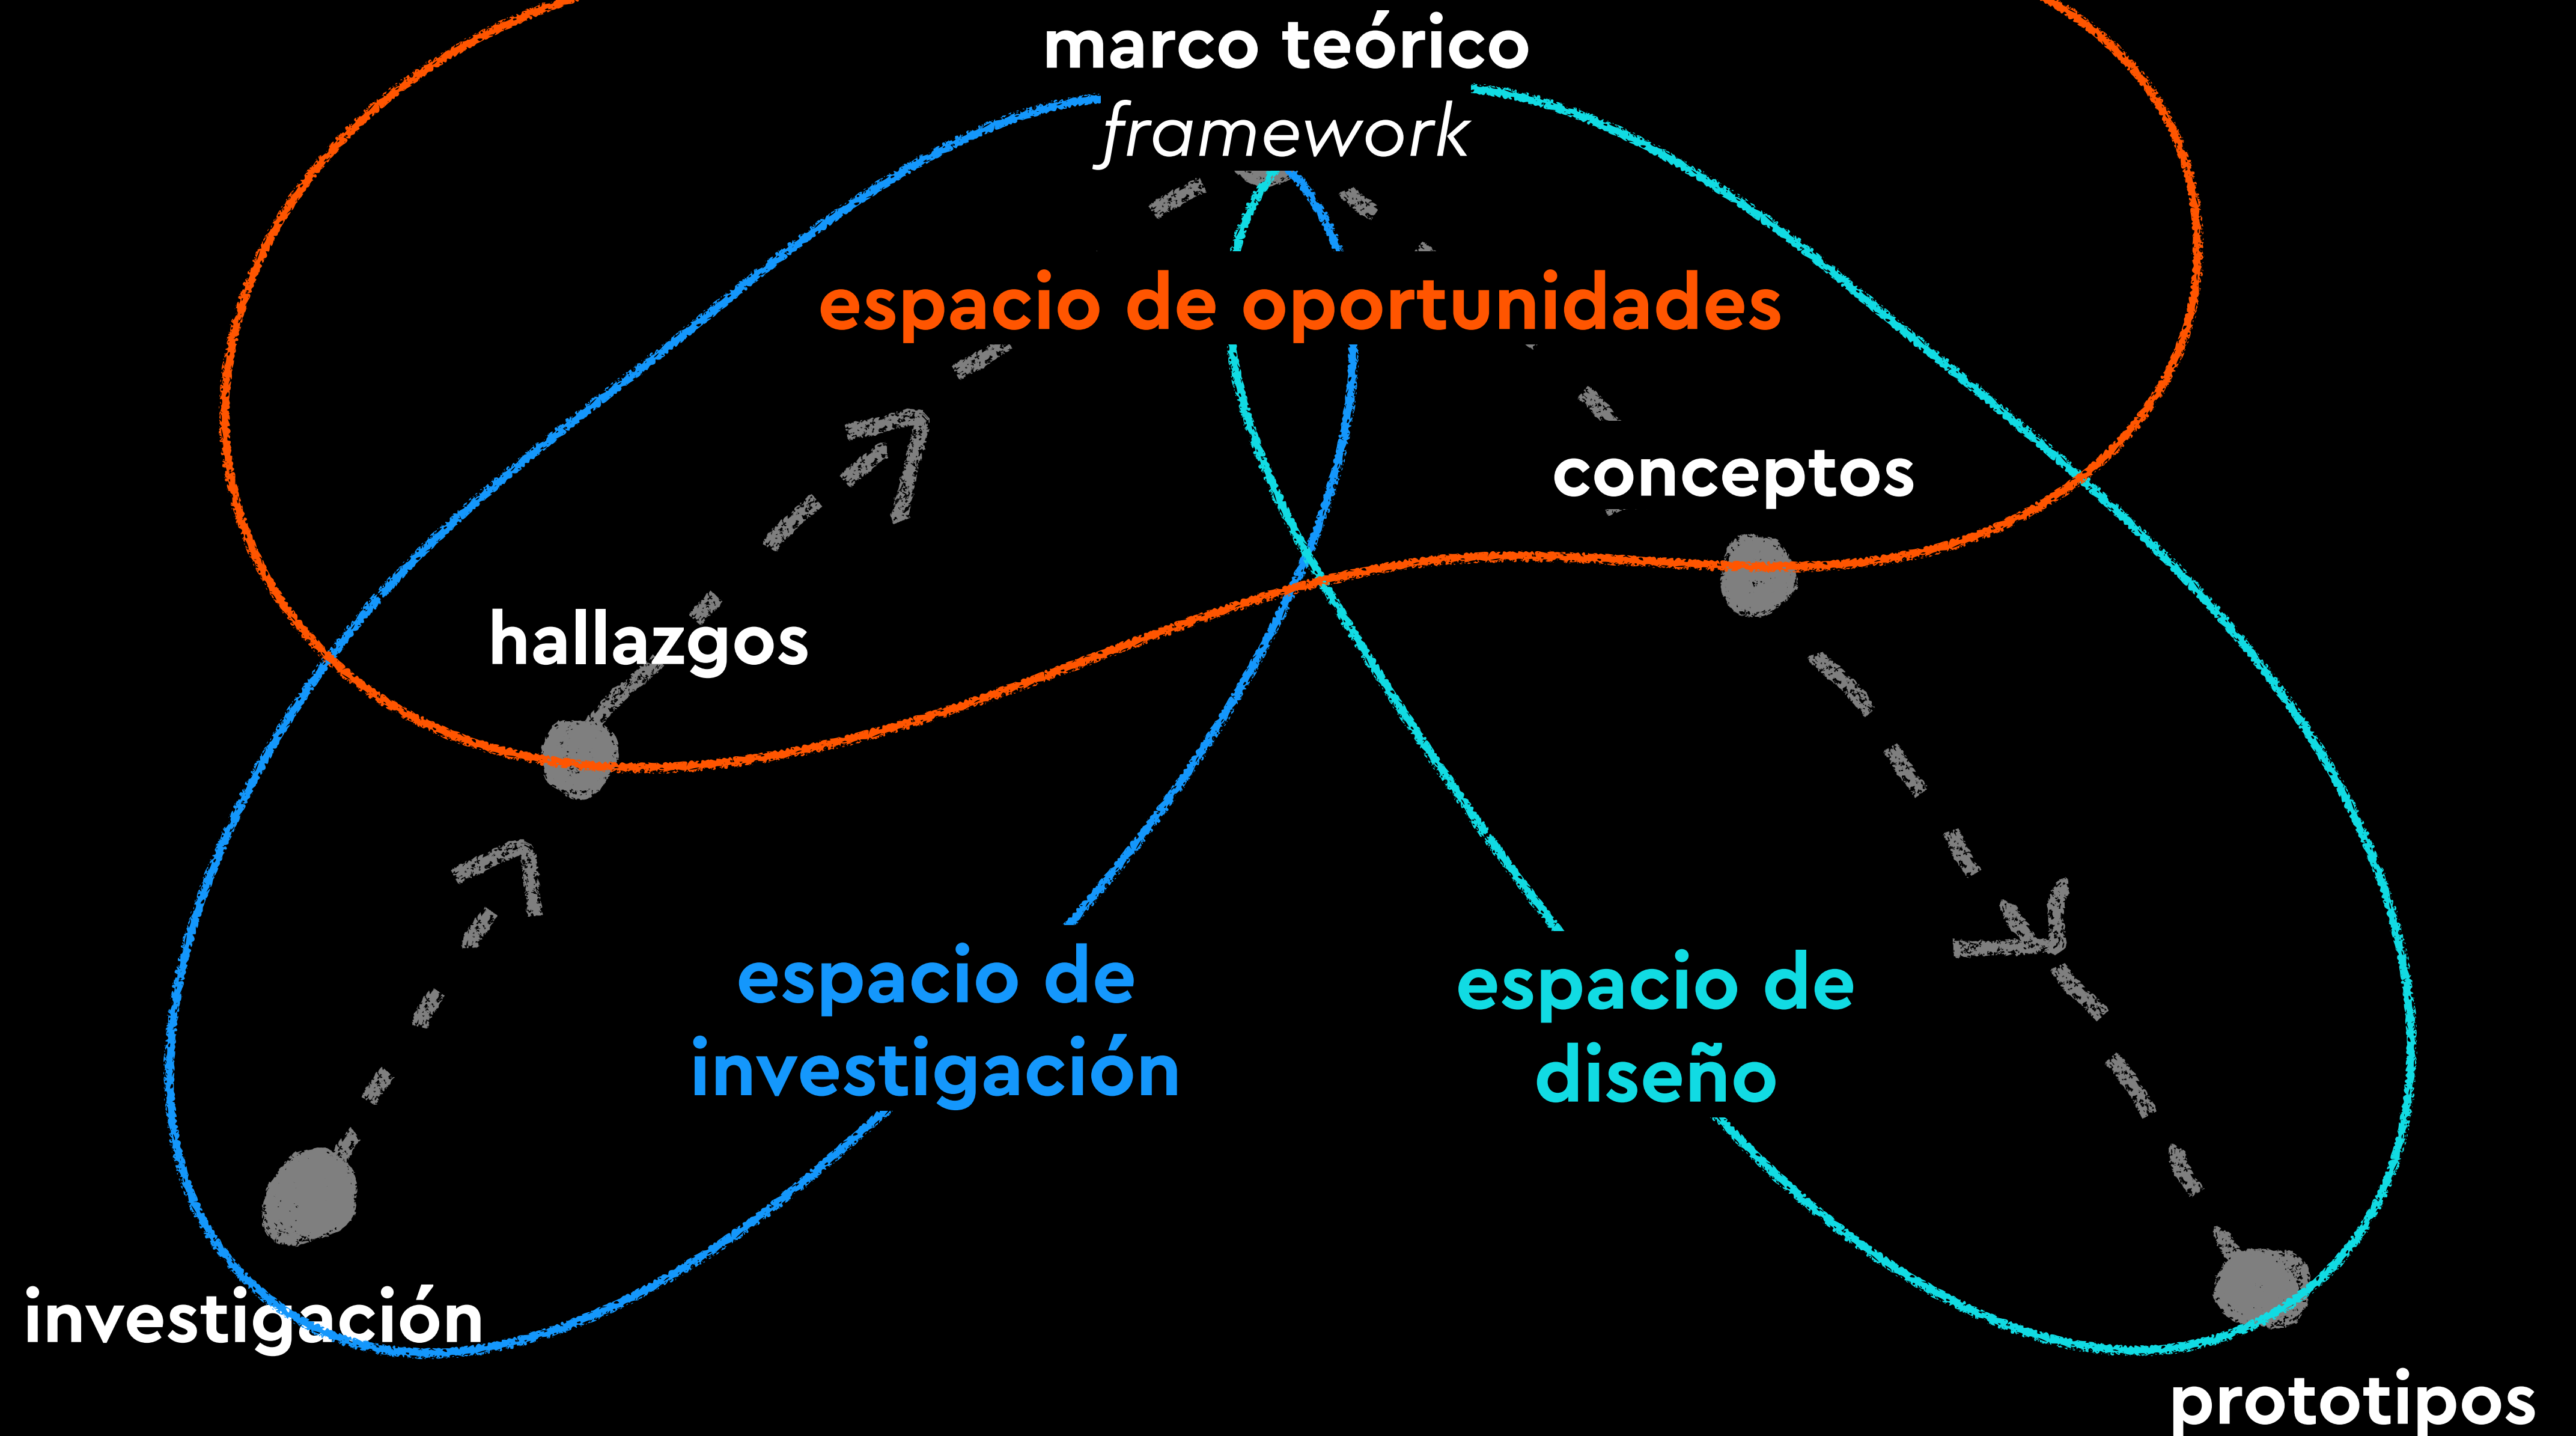 marco teórico
framework
espacio de oportunidades
conceptos
hallazgos
espacio de
investigación
espacio de
diseño
investigación
prototipos